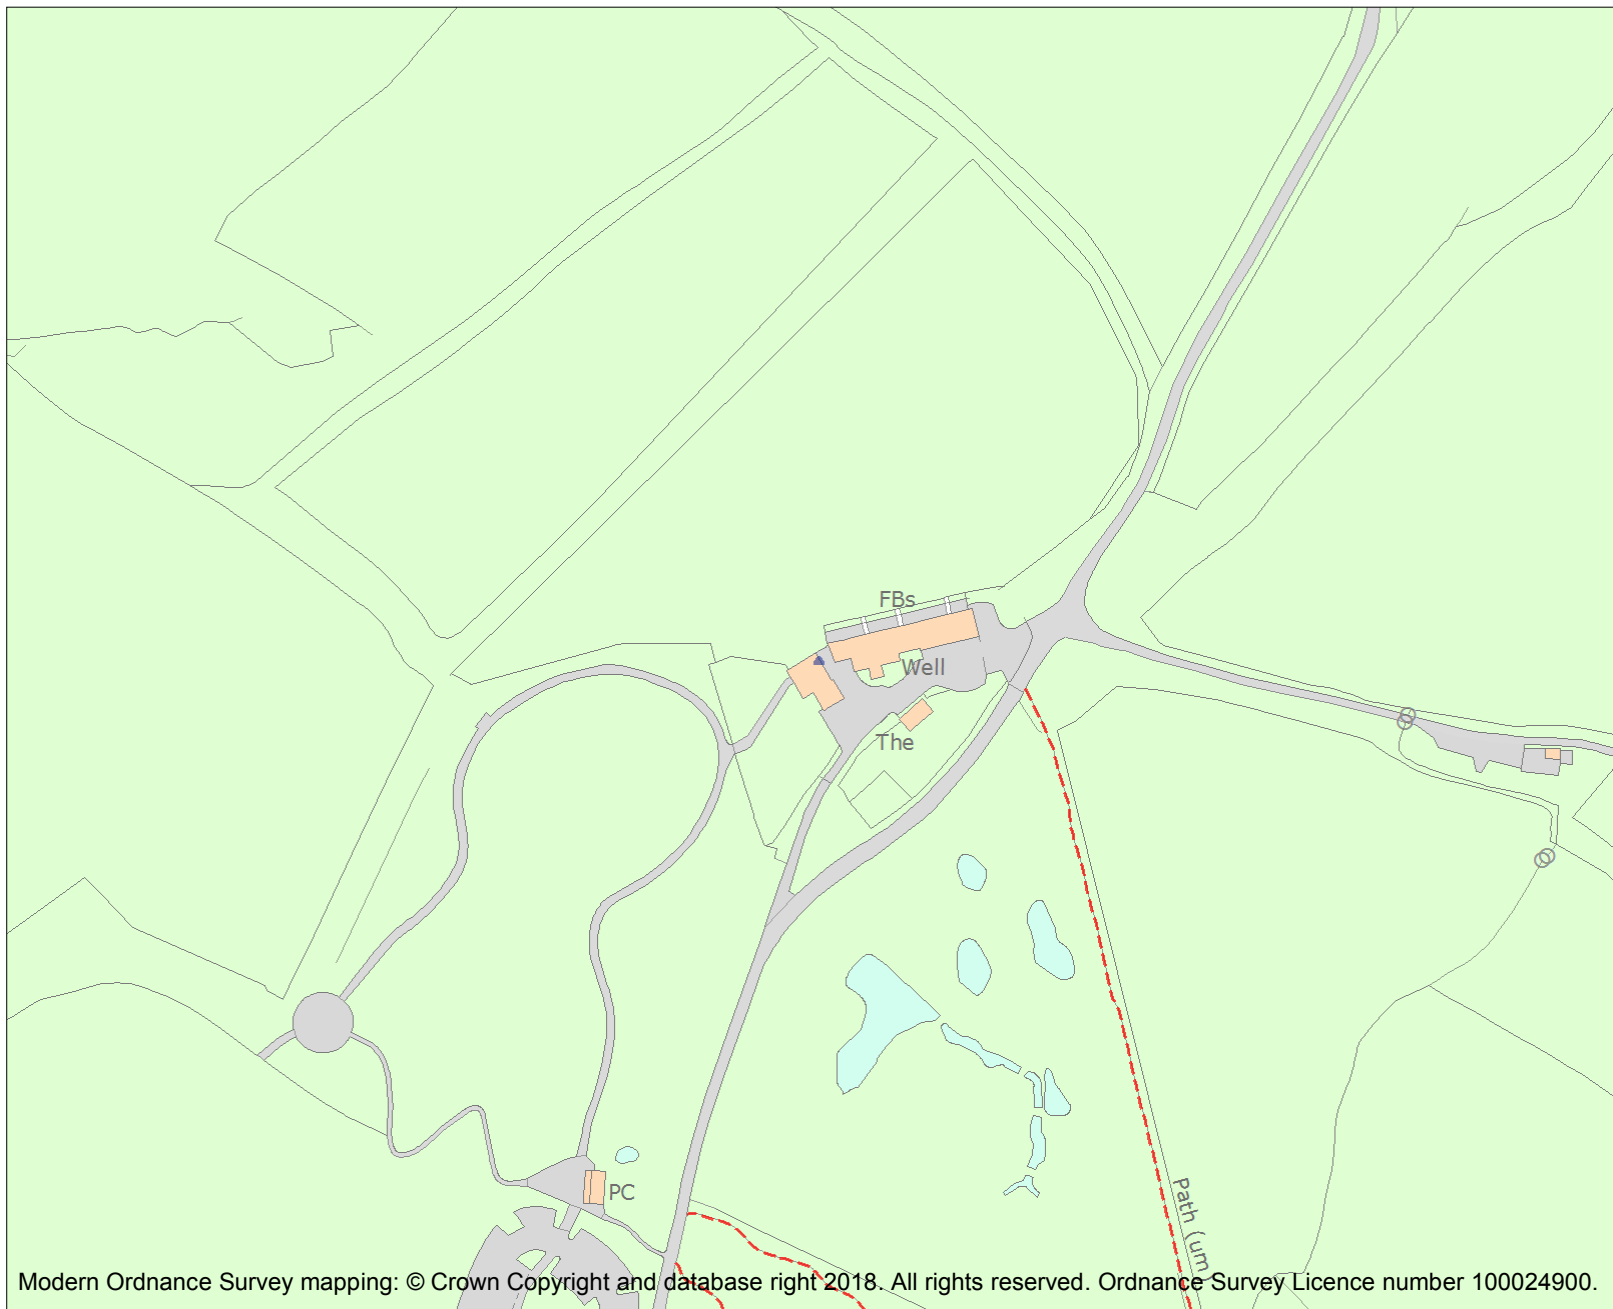 FBs
Well
The
PC
Path (um)
Modern Ordnance Survey mapping: © Crown Copyright and database right 2018. All rights reserved. Ordnance Survey Licence number 100024900.